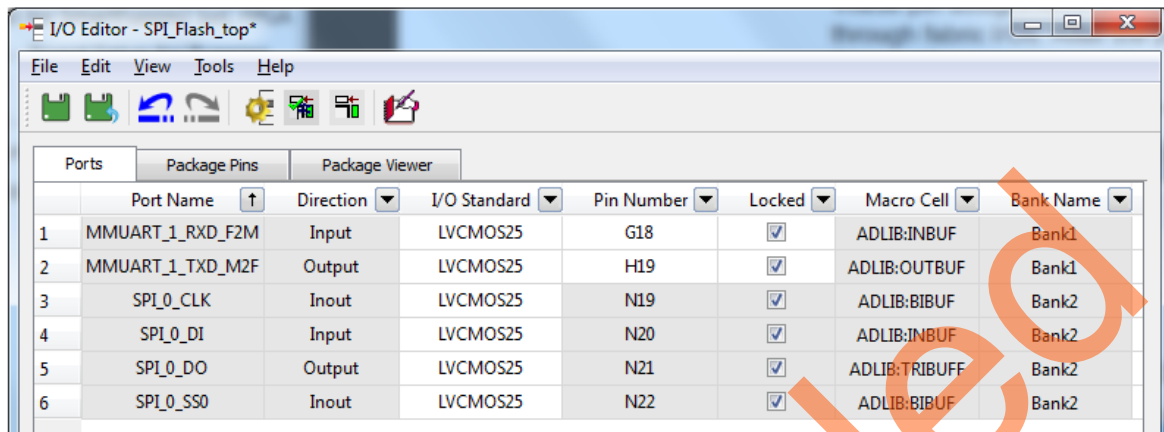 I/O Editor - SPI_Flash_top*
File Edit View Tools Help
Ports Package Pins Package Viewer
Port Name Direction I/O Standard Pin Number Locked Macro Cell Bank Name
1 MMUART_1_RXD_F2M Input LVCMOS25 G18 ADLIB:INBUF Bank1
2 MMUART_1_TXD_M2F Output LVCMOS25 H19 ADLIB:OUTBUF Bank1
3 SPI_0_CLK Inout LVCMOS25 N19 ADLIB:BIBUF Bank2
4 SPI_0_DI Input LVCMOS25 N20 ADLIB:INBUF Bank2
5 SPI_0_DO Output LVCMOS25 N21 ADLIB:TRIBUFF Bank2
6 SPI_0_SS0 Inout LVCMOS25 N22 ADLIB:BIBUF Bank2